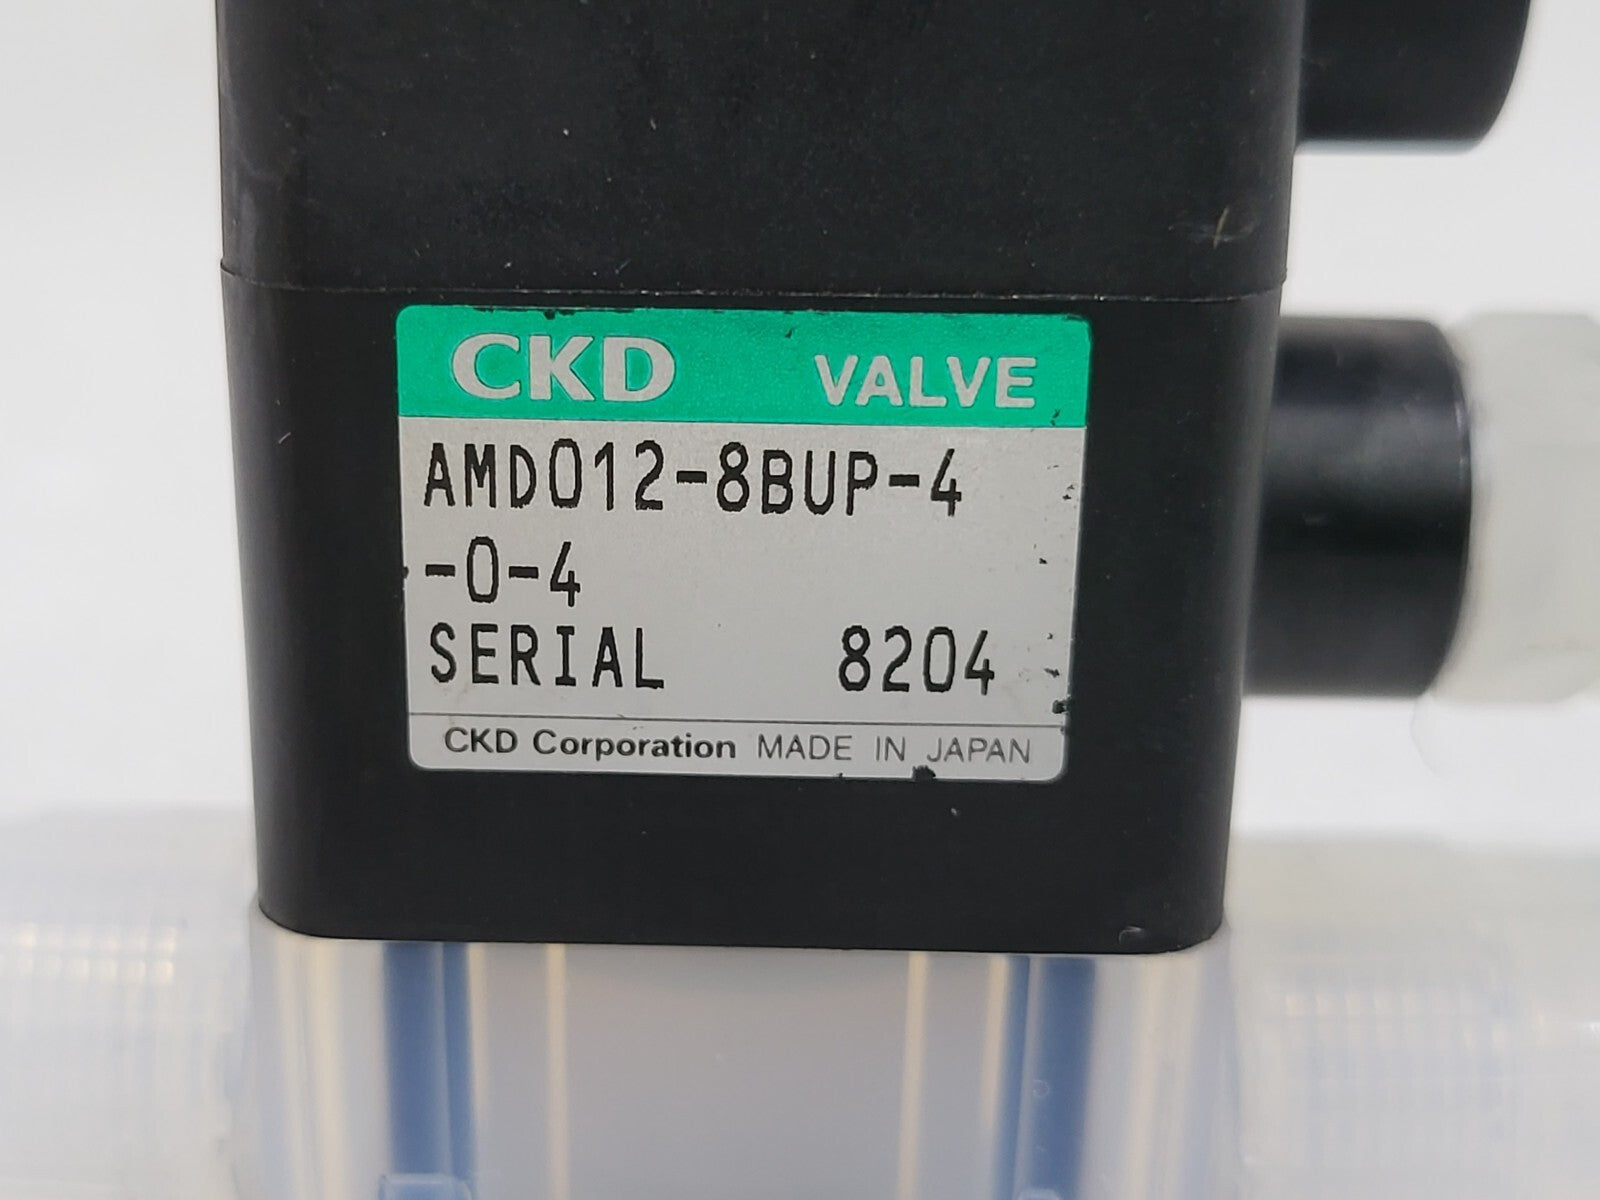 CKD VALVE
AMD012-8BUP-4
-0-4
SERIAL 8204
CKD Corporation MADE IN JAPAN